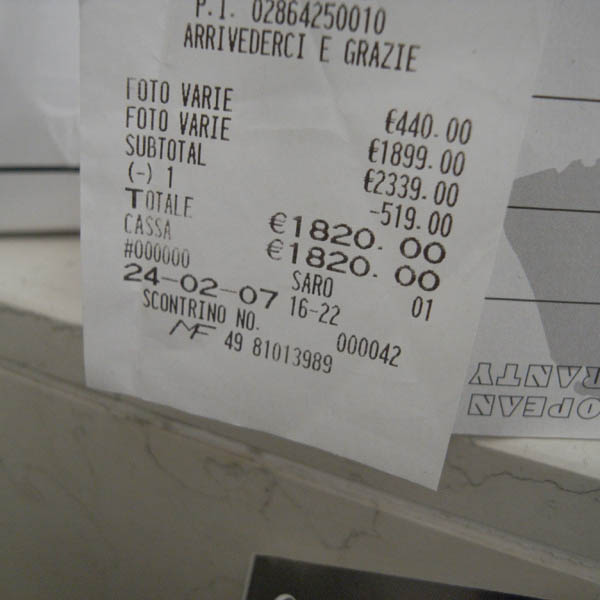 P.I. 02864250010
ARRIVEDERCI E GRAZIE
FOTO VARIE €440.00
FOTO VARIE €1899.00
SUBTOTAL €2339.00
(-) 1 -519.00
TOTALE €1820.00
CASSA €1820.00
#000000 SARO 01
24-02-07 16-22
SCONTRINO NO. 000042
MF 49 81013989
OPEAN
RANTY